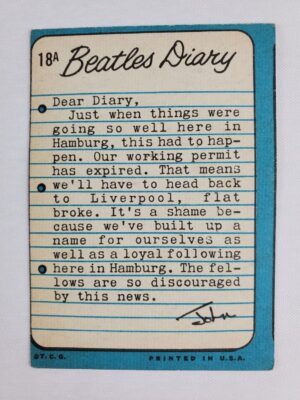 18A Beatles Diary
Dear Diary,
Just when things were
going so well here in
Hamburg, this had to hap-
pen. Our working permit
has expired. That means
we'll have to head back
to Liverpool, flat
broke. It's a shame be-
cause we've built up a
name for ourselves as
well as a loyal following
here in Hamburg. The fel-
lows are so discouraged
by this news.
John
©T.C.G. PRINTED IN U.S.A.